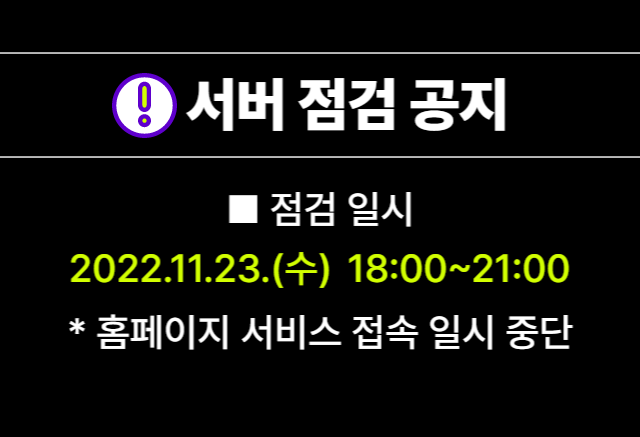 서버 점검 공지
■ 점검 일시
2022.11.23.(수) 18:00~21:00
* 홈페이지 서비스 접속 일시 중단